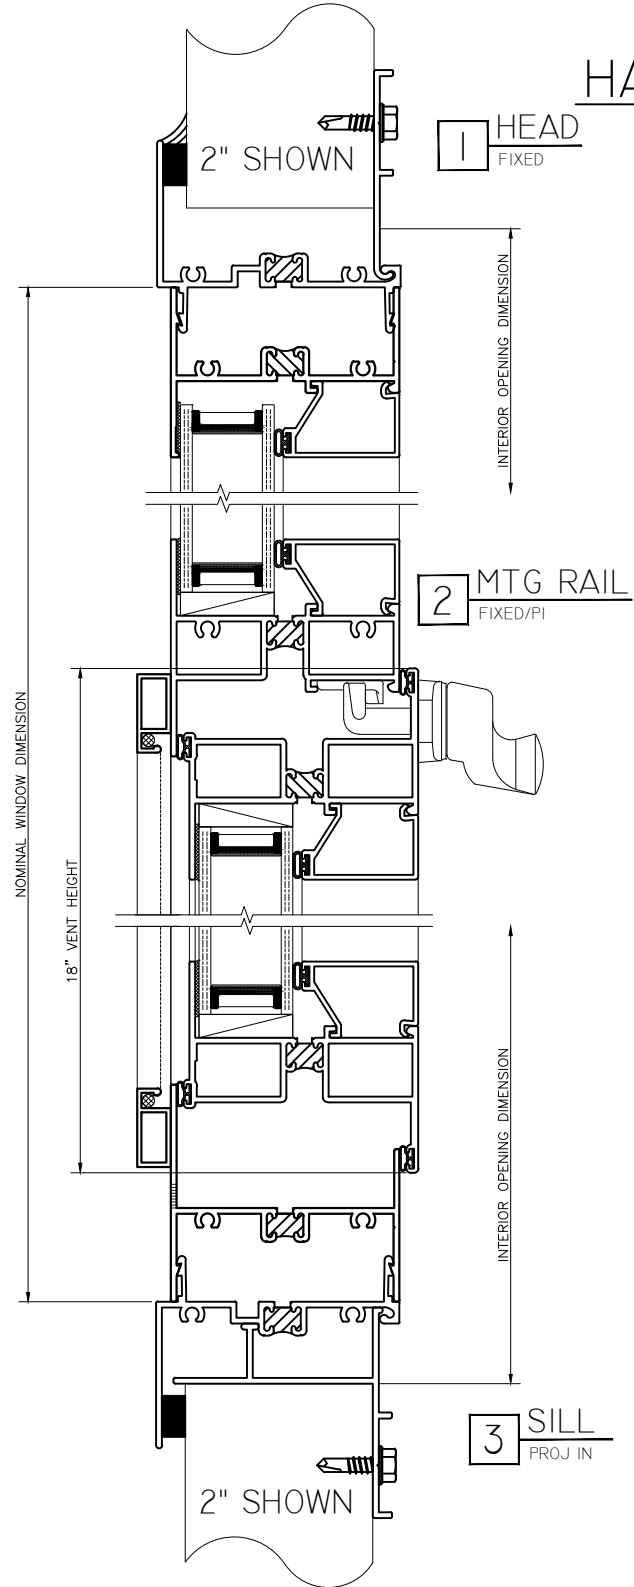 HA
1 HEAD
FIXED
2" SHOWN
INTERIOR OPENING DIMENSION
2 MTG RAIL
FIXED/PI
NOMINAL WINDOW DIMENSION
18" VENT HEIGHT
INTERIOR OPENING DIMENSION
3 SILL
PROJ IN
2" SHOWN